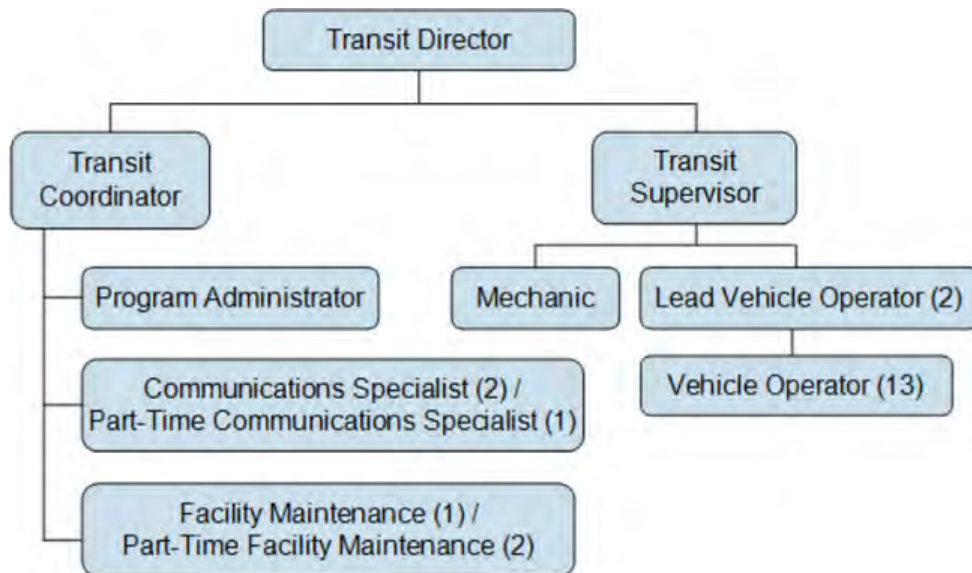 Transit Director
Transit
Coordinator
Transit
Supervisor
Program Administrator
Mechanic
Lead Vehicle Operator (2)
Communications Specialist (2) /
Part-Time Communications Specialist (1)
Vehicle Operator (13)
Facility Maintenance (1) /
Part-Time Facility Maintenance (2)